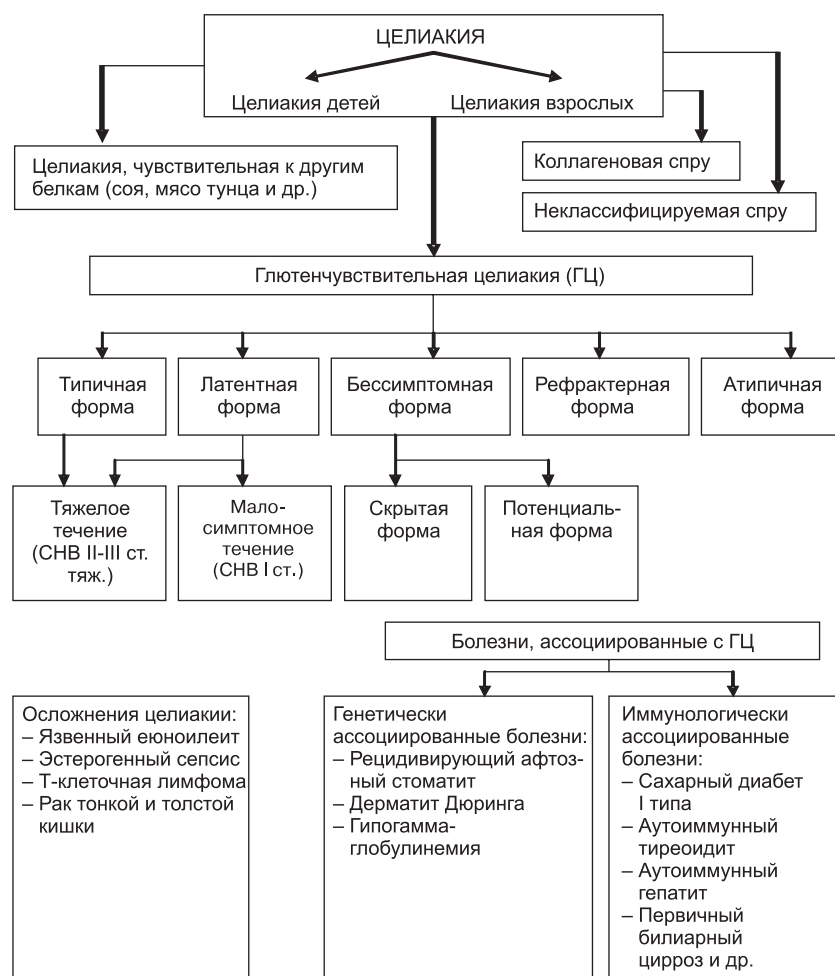 ЦЕЛИАКИЯ
Целиакия детей
Целиакия взрослых
Целиакия, чувствительная к другим
белкам (соя, мясо тунца и др.)
Коллагеновая спру
Неклассифицируемая спру
Глютенчувствительная целиакия (ГЦ)
Типичная
форма
Латентная
форма
Бессимптомная
форма
Рефрактерная
форма
Атипичная
форма
Тяжелое
течение
(СНВ II-III ст.
тяж.)
Мало-
симптомное
течение
(СНВ I ст.)
Скрытая
форма
Потенциаль-
ная форма
Болезни, ассоциированные с ГЦ
Осложнения целиакии:
– Язвенный еюноилеит
– Эстерогенный сепсис
– Т-клеточная лимфома
– Рак тонкой и толстой
кишки
Генетически
ассоциированные болезни:
– Рецидивирующий афтоз-
ный стоматит
– Дерматит Дюринга
– Гипогамма-
глобулинемия
Иммунологически
ассоциированные
болезни:
– Сахарный диабет
I типа
– Аутоиммунный
тиреоидит
– Аутоиммунный
гепатит
– Первичный
билиарный
цирроз и др.